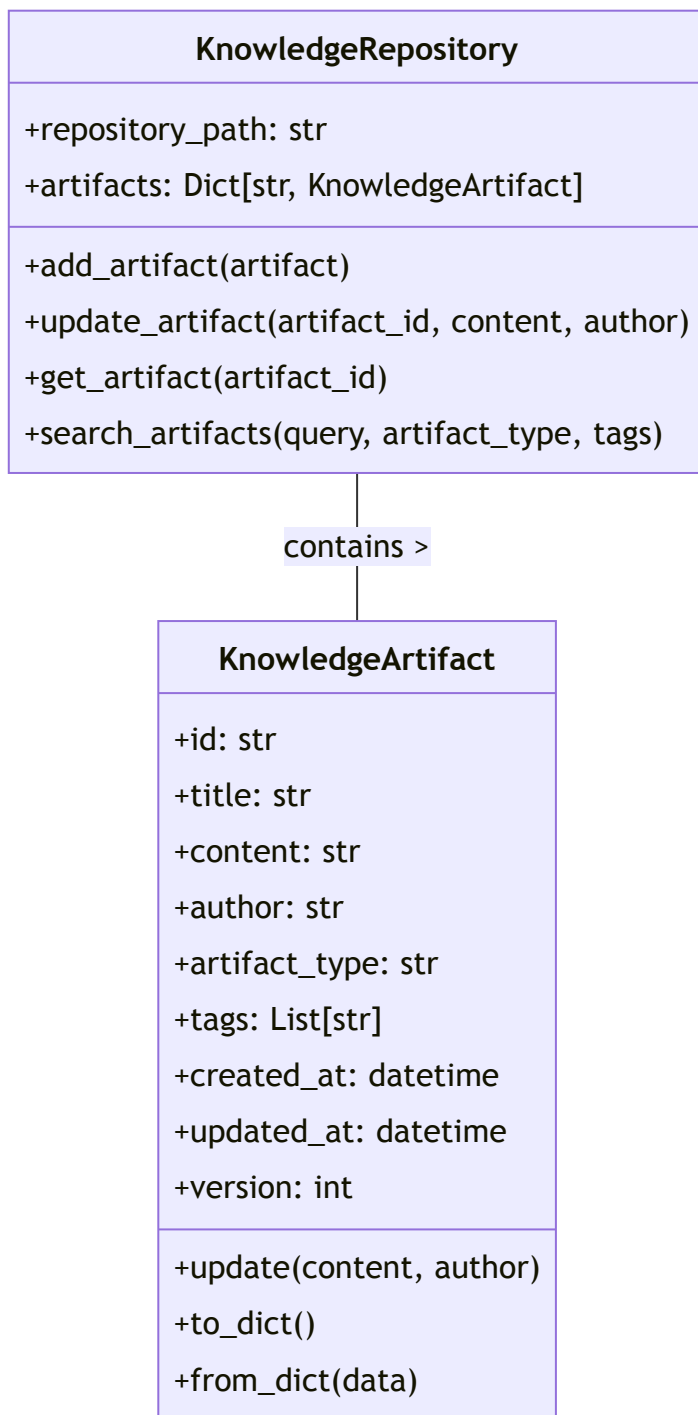 KnowledgeRepository
+repository_path: str
+artifacts: Dict[str, KnowledgeArtifact]
+add_artifact(artifact)
+update_artifact(artifact_id, content, author)
+get_artifact(artifact_id)
+search_artifacts(query, artifact_type, tags)
contains >
KnowledgeArtifact
+id: str
+title: str
+content: str
+author: str
+artifact_type: str
+tags: List[str]
+created_at: datetime
+updated_at: datetime
+version: int
+update(content, author)
+to_dict()
+from_dict(data)